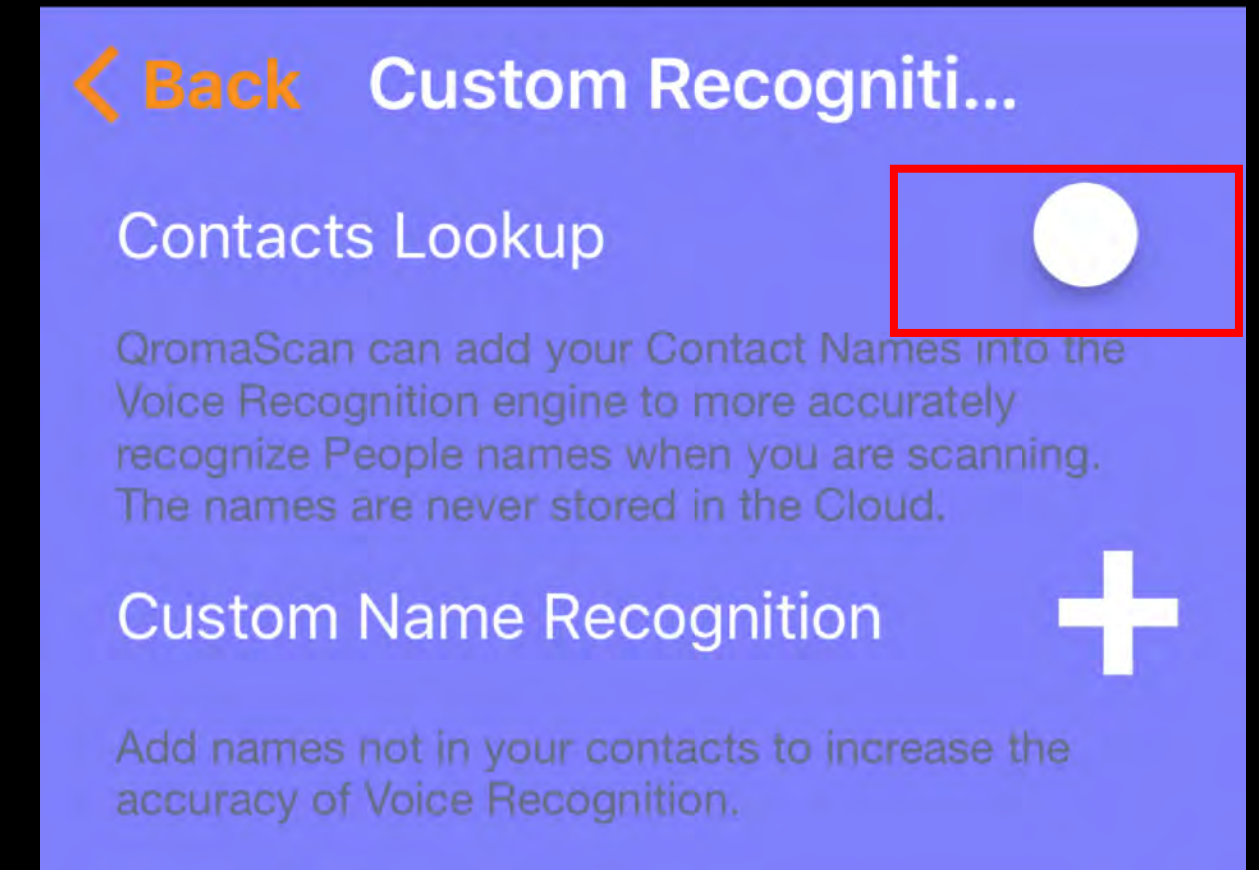 Back Custom Recogniti...
Contacts Lookup
QromaScan can add your Contact Names into the
Voice Recognition engine to more accurately
recognize People names when you are scanning.
The names are never stored in the Cloud.
Custom Name Recognition
Add names not in your contacts to increase the
accuracy of Voice Recognition.